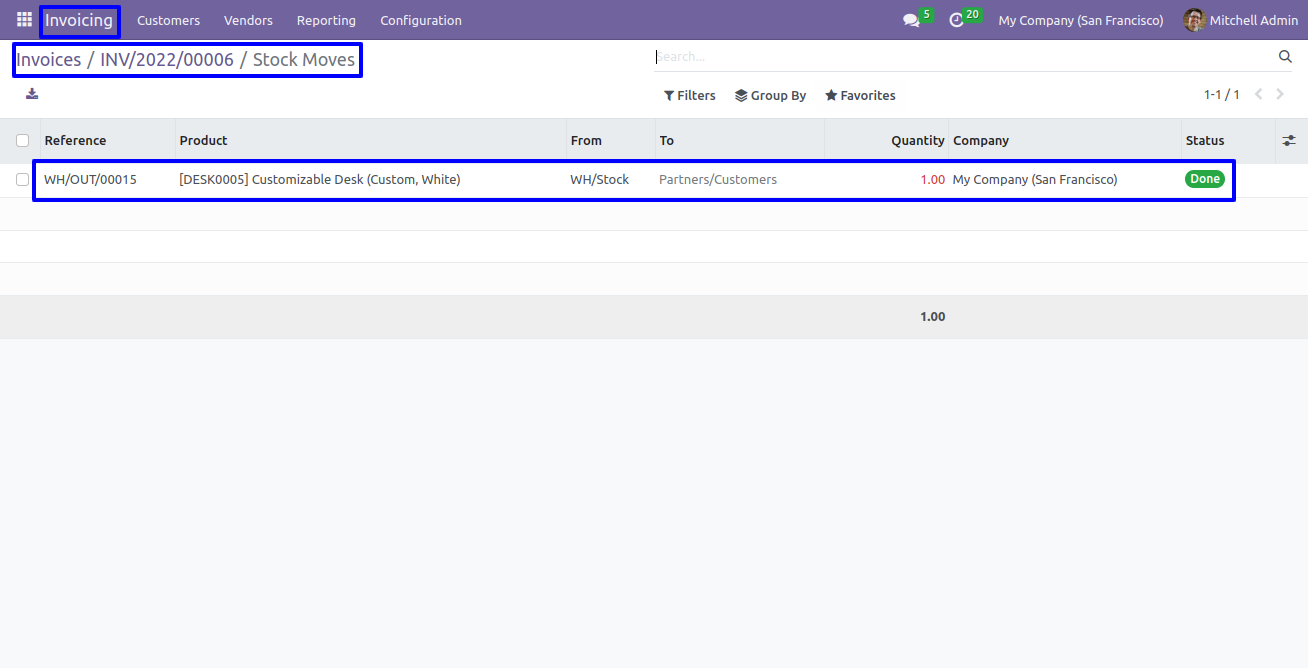 Invoicing Customers Vendors Reporting Configuration 5 20 My Company (San Francisco) Mitchell Admin
Invoices / INV/2022/00006 / Stock Moves Search...
Filters Group By Favorites 1-1 / 1
Reference Product From To Quantity Company Status
WH/OUT/00015 [DESK0005] Customizable Desk (Custom, White) WH/Stock Partners/Customers 1.00 My Company (San Francisco) Done
1.00